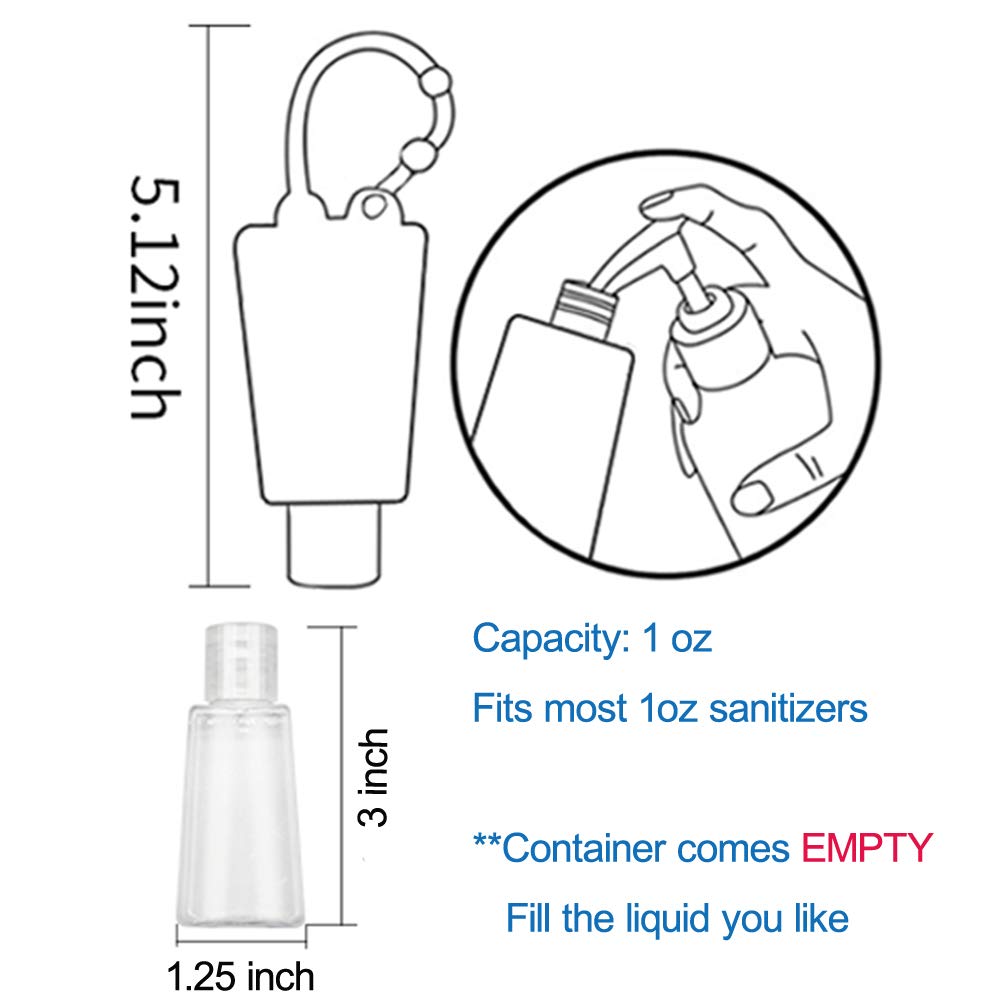 5.12inch
Capacity: 1 oz
Fits most 1oz sanitizers
3 inch
**Container comes EMPTY
Fill the liquid you like
1.25 inch